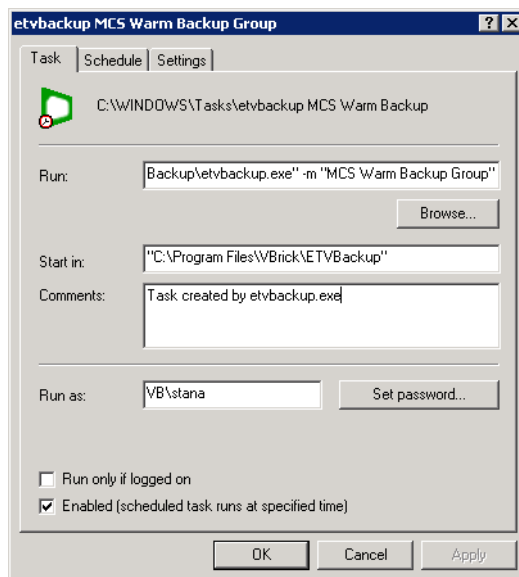 etvbackup MCS Warm Backup Group
Task Schedule Settings
C:\WINDOWS\Tasks\etvbackup MCS Warm Backup
Run: Backup\etvbackup.exe" -m "MCS Warm Backup Group"
Browse...
Start in: "C:\Program Files\VBrick\ETVBackup"
Comments: Task created by etvbackup.exe
Run as: VB\stana Set password...
Run only if logged on
Enabled (scheduled task runs at specified time)
OK Cancel Apply